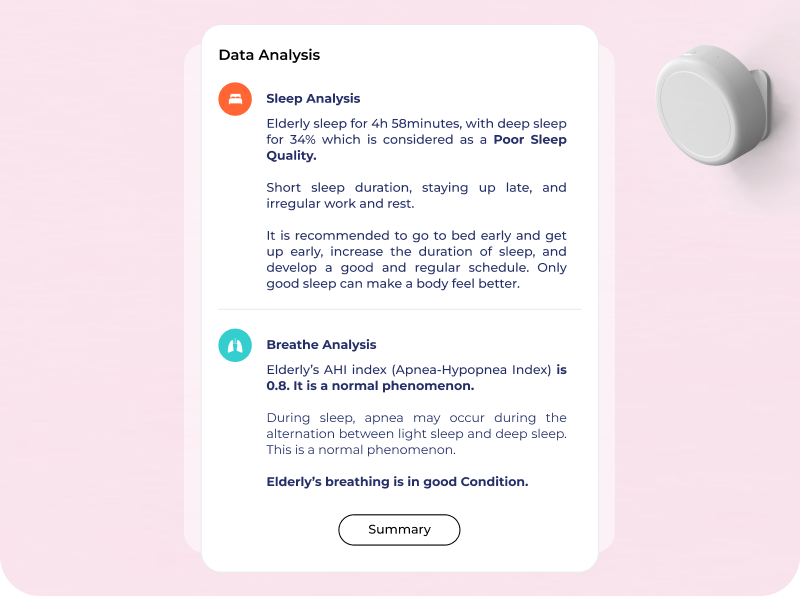 Data Analysis
Sleep Analysis
Elderly sleep for 4h 58minutes, with deep sleep
for 34% which is considered as a Poor Sleep
Quality.
Short sleep duration, staying up late, and
irregular work and rest.
It is recommended to go to bed early and get
up early, increase the duration of sleep, and
develop a good and regular schedule. Only
good sleep can make a body feel better.
Breathe Analysis
Elderly’s AHI index (Apnea-Hypopnea Index) is
0.8. It is a normal phenomenon.
During sleep, apnea may occur during the
alternation between light sleep and deep sleep.
This is a normal phenomenon.
Elderly’s breathing is in good Condition.
Summary